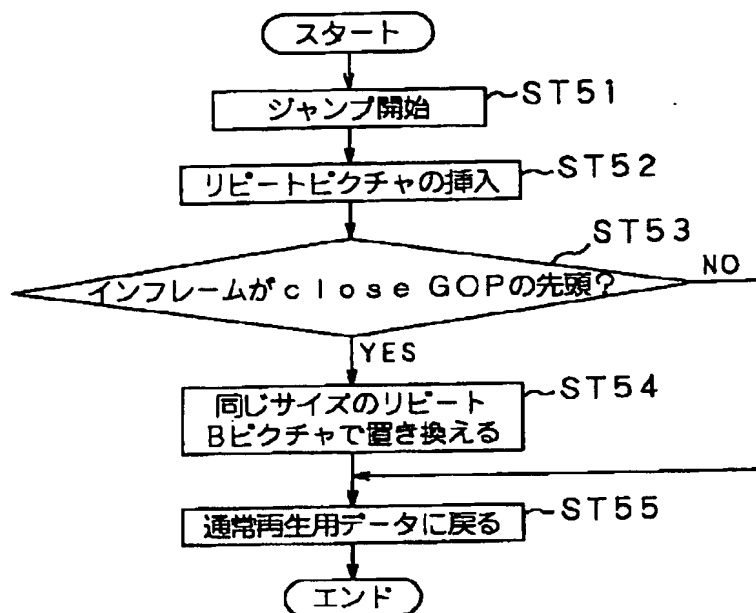 スタート
ジャンプ開始
ST51
リピートピクチャの挿入
ST52
ST53
インフレームがclose GOPの先頭?
NO
YES
同じサイズのリピート
Bピクチャで置き換える
ST54
通常再生用データに戻る
ST55
エンド